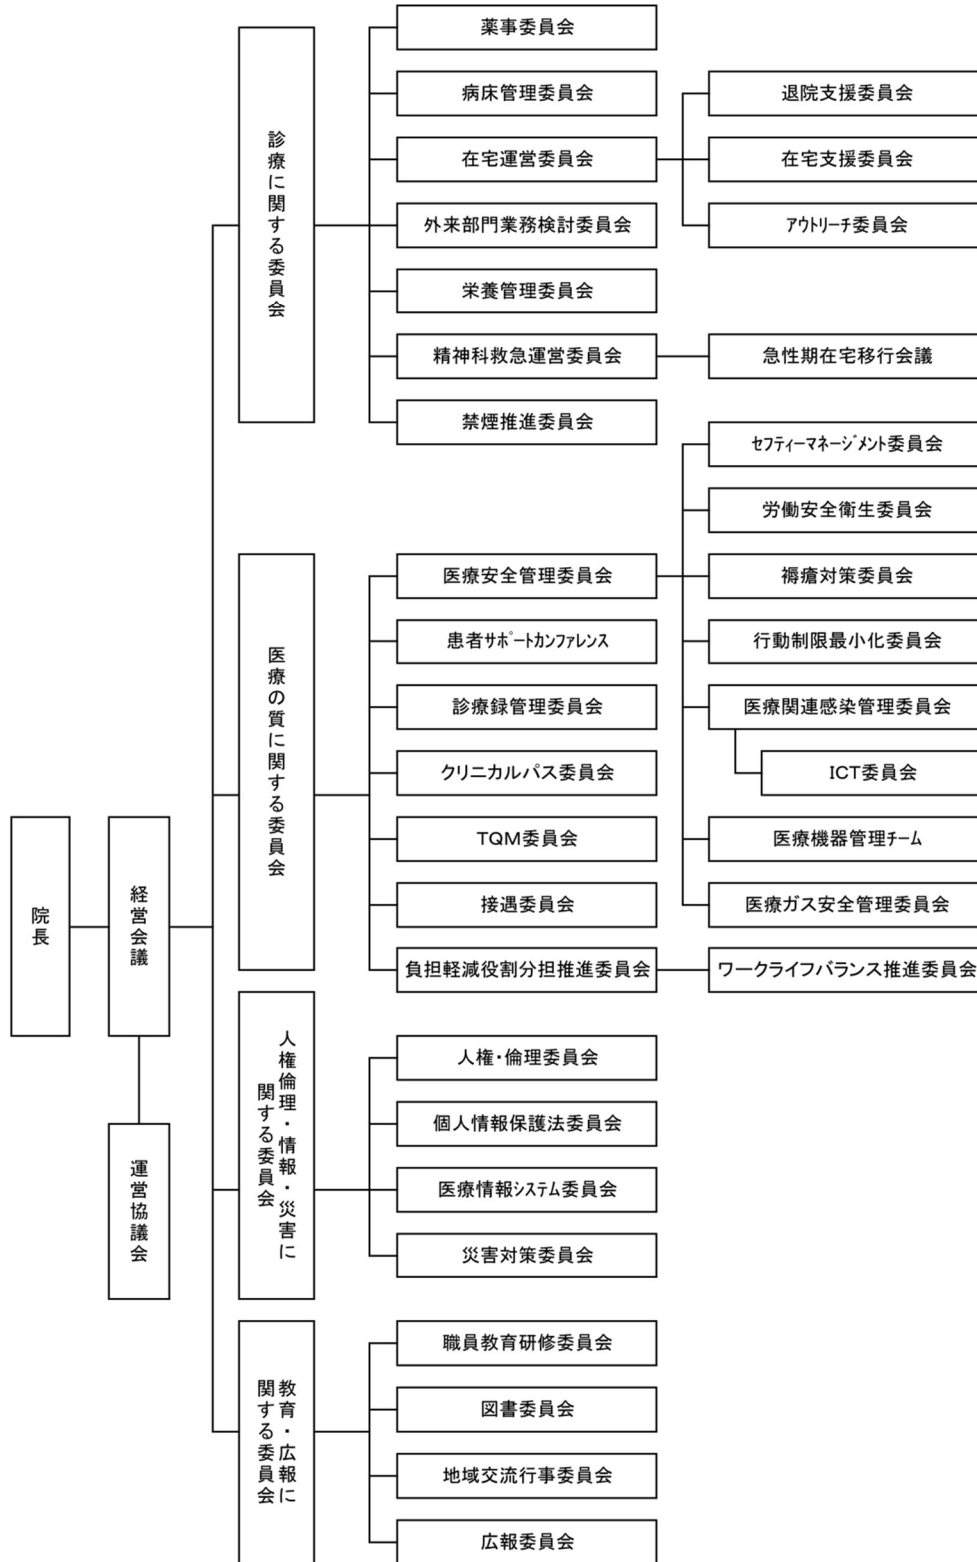 院長
経営会議
運営協議会
診療に関する委員会
薬事委員会
病床管理委員会
在宅運営委員会
退院支援委員会
在宅支援委員会
アウトリーチ委員会
外来部門業務検討委員会
栄養管理委員会
精神科救急運営委員会
急性期在宅移行会議
禁煙推進委員会
医療の質に関する委員会
医療安全管理委員会
セフティーマネージメント委員会
労働安全衛生委員会
褥瘡対策委員会
行動制限最小化委員会
医療関連感染管理委員会
ICT委員会
医療機器管理チーム
医療ガス安全管理委員会
患者サポートカンファレンス
診療録管理委員会
クリニカルパス委員会
TQM委員会
接遇委員会
負担軽減役割分担推進委員会
ワークライフバランス推進委員会
人権倫理・情報・災害に
関する委員会
人権・倫理委員会
個人情報保護法委員会
医療情報システム委員会
災害対策委員会
教育・広報に
関する委員会
職員教育研修委員会
図書委員会
地域交流行事委員会
広報委員会